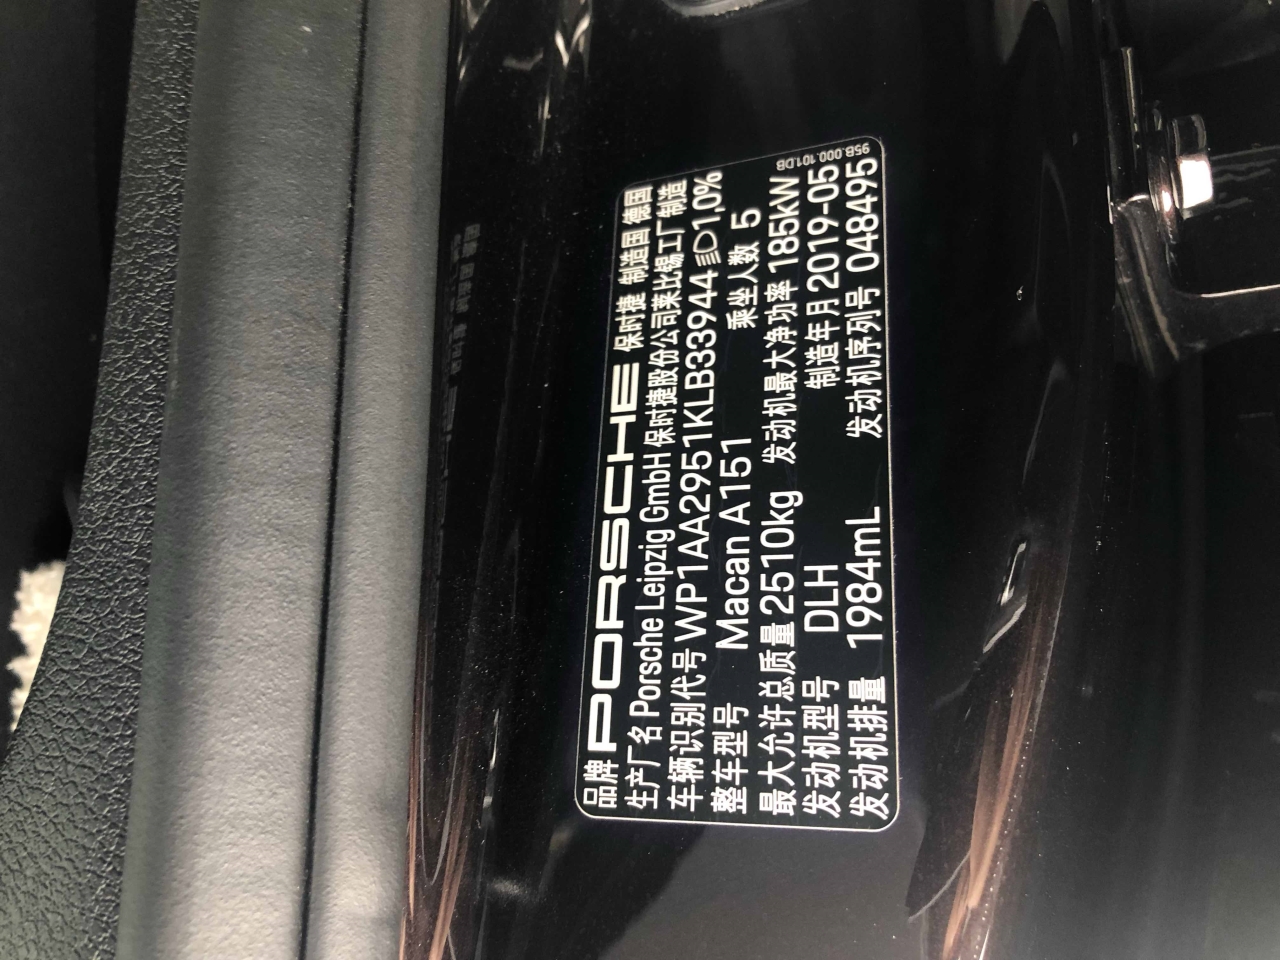 品牌 PORSCHE 保时捷 制造国 德国
生产厂名 Porsche Leipzig GmbH 保时捷股份公司莱比锡工厂制造
车辆识别代号 WP1AA2951KLB33944 1,0%
整车型号 Macan A151 乘坐人数 5
最大允许总质量 2510kg 发动机最大净功率 185kW
发动机型号 DLH 制造年月 2019-05
发动机排量 1984mL 发动机序列号 048495
95B.000.101.DB